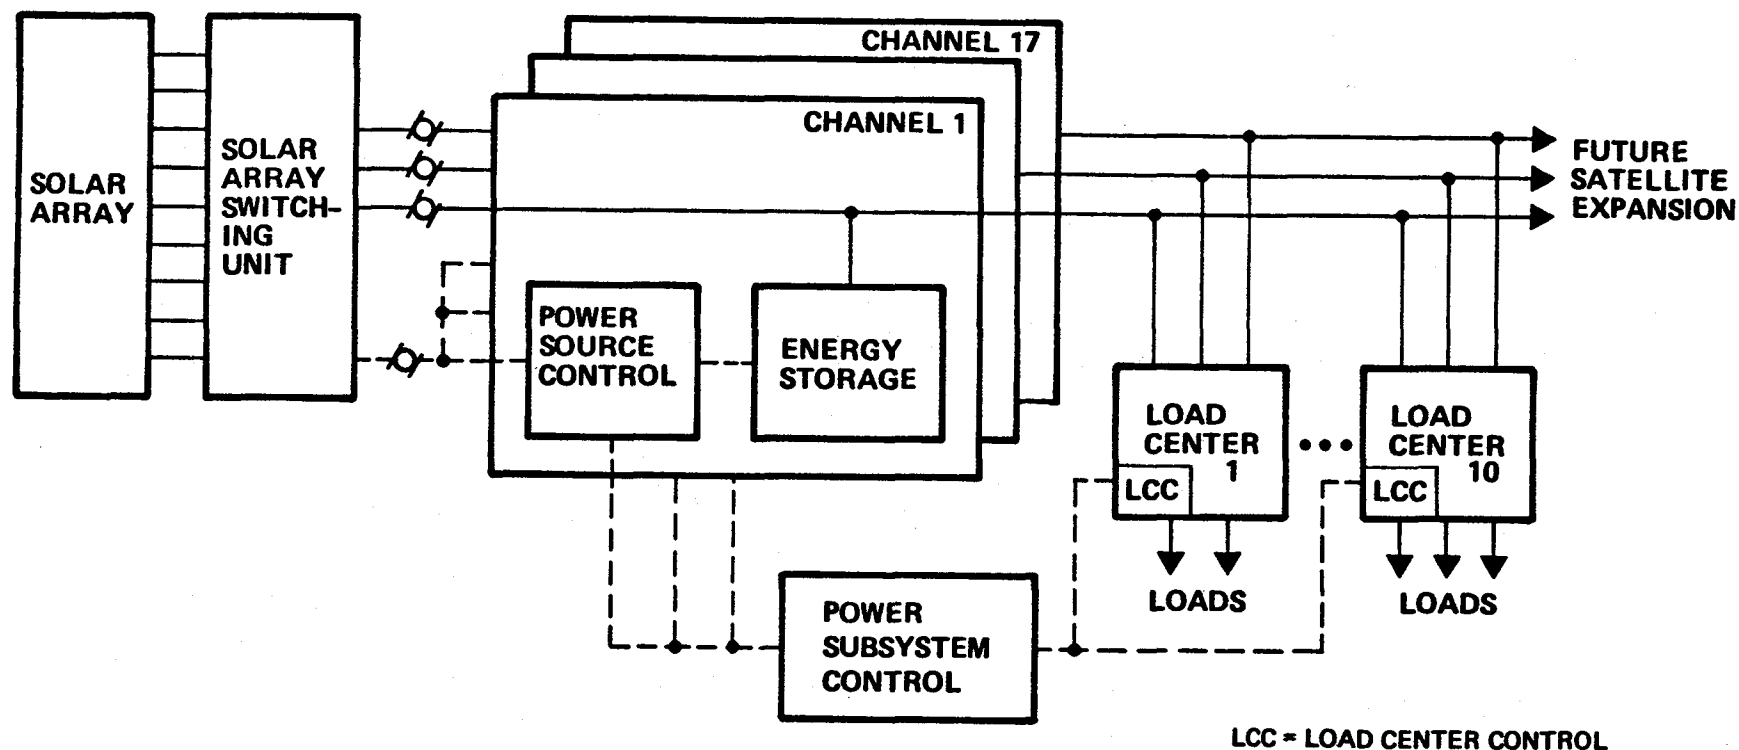 SOLAR
ARRAY
SOLAR
ARRAY
SWITCH-
ING
UNIT
CHANNEL 17
CHANNEL 1
POWER
SOURCE
CONTROL
ENERGY
STORAGE
FUTURE
SATELLITE
EXPANSION
LOAD
CENTER
1
LCC
LOADS
LOAD
CENTER
10
LCC
LOADS
POWER
SUBSYSTEM
CONTROL
LCC = LOAD CENTER CONTROL